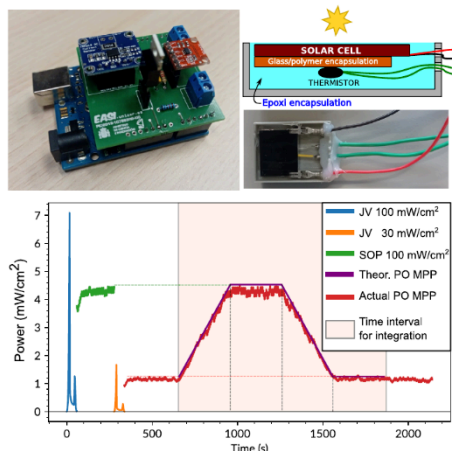 EASI
SOLAR CELL
Glass/polymer encapsulation
THERMISTOR
Epoxi encapsulation
JV 100 mW/cm²
JV 30 mW/cm²
SOP 100 mW/cm²
Theor. PO MPP
Actual PO MPP
Time interval
for integration
Power (mW/cm²)
7
6
5
4
3
2
1
0
0 500 1000 1500 2000
Time (s)